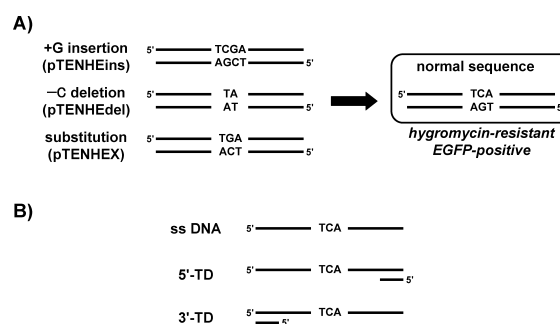 A)
+G insertion
(pTENHEins)
5'
TCGA
AGCT
5'
−C deletion
(pTENHEdel)
5'
TA
AT
5'
substitution
(pTENHEX)
5'
TGA
ACT
5'
normal sequence
5'
TCA
AGT
5'
hygromycin-resistant
EGFP-positive
B)
ss DNA
5'
TCA
5'-TD
5'
TCA
5'
3'-TD
5'
TCA
5'